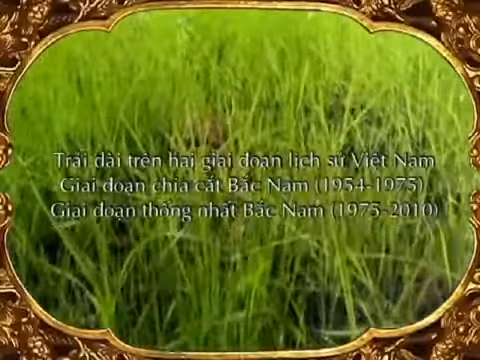 Trải dài trên hai giai đoạn lịch sử Việt Nam
Giai đoạn chia cắt Bắc Nam (1954-1975)
Giai đoạn thống nhất Bắc Nam (1975-2010)